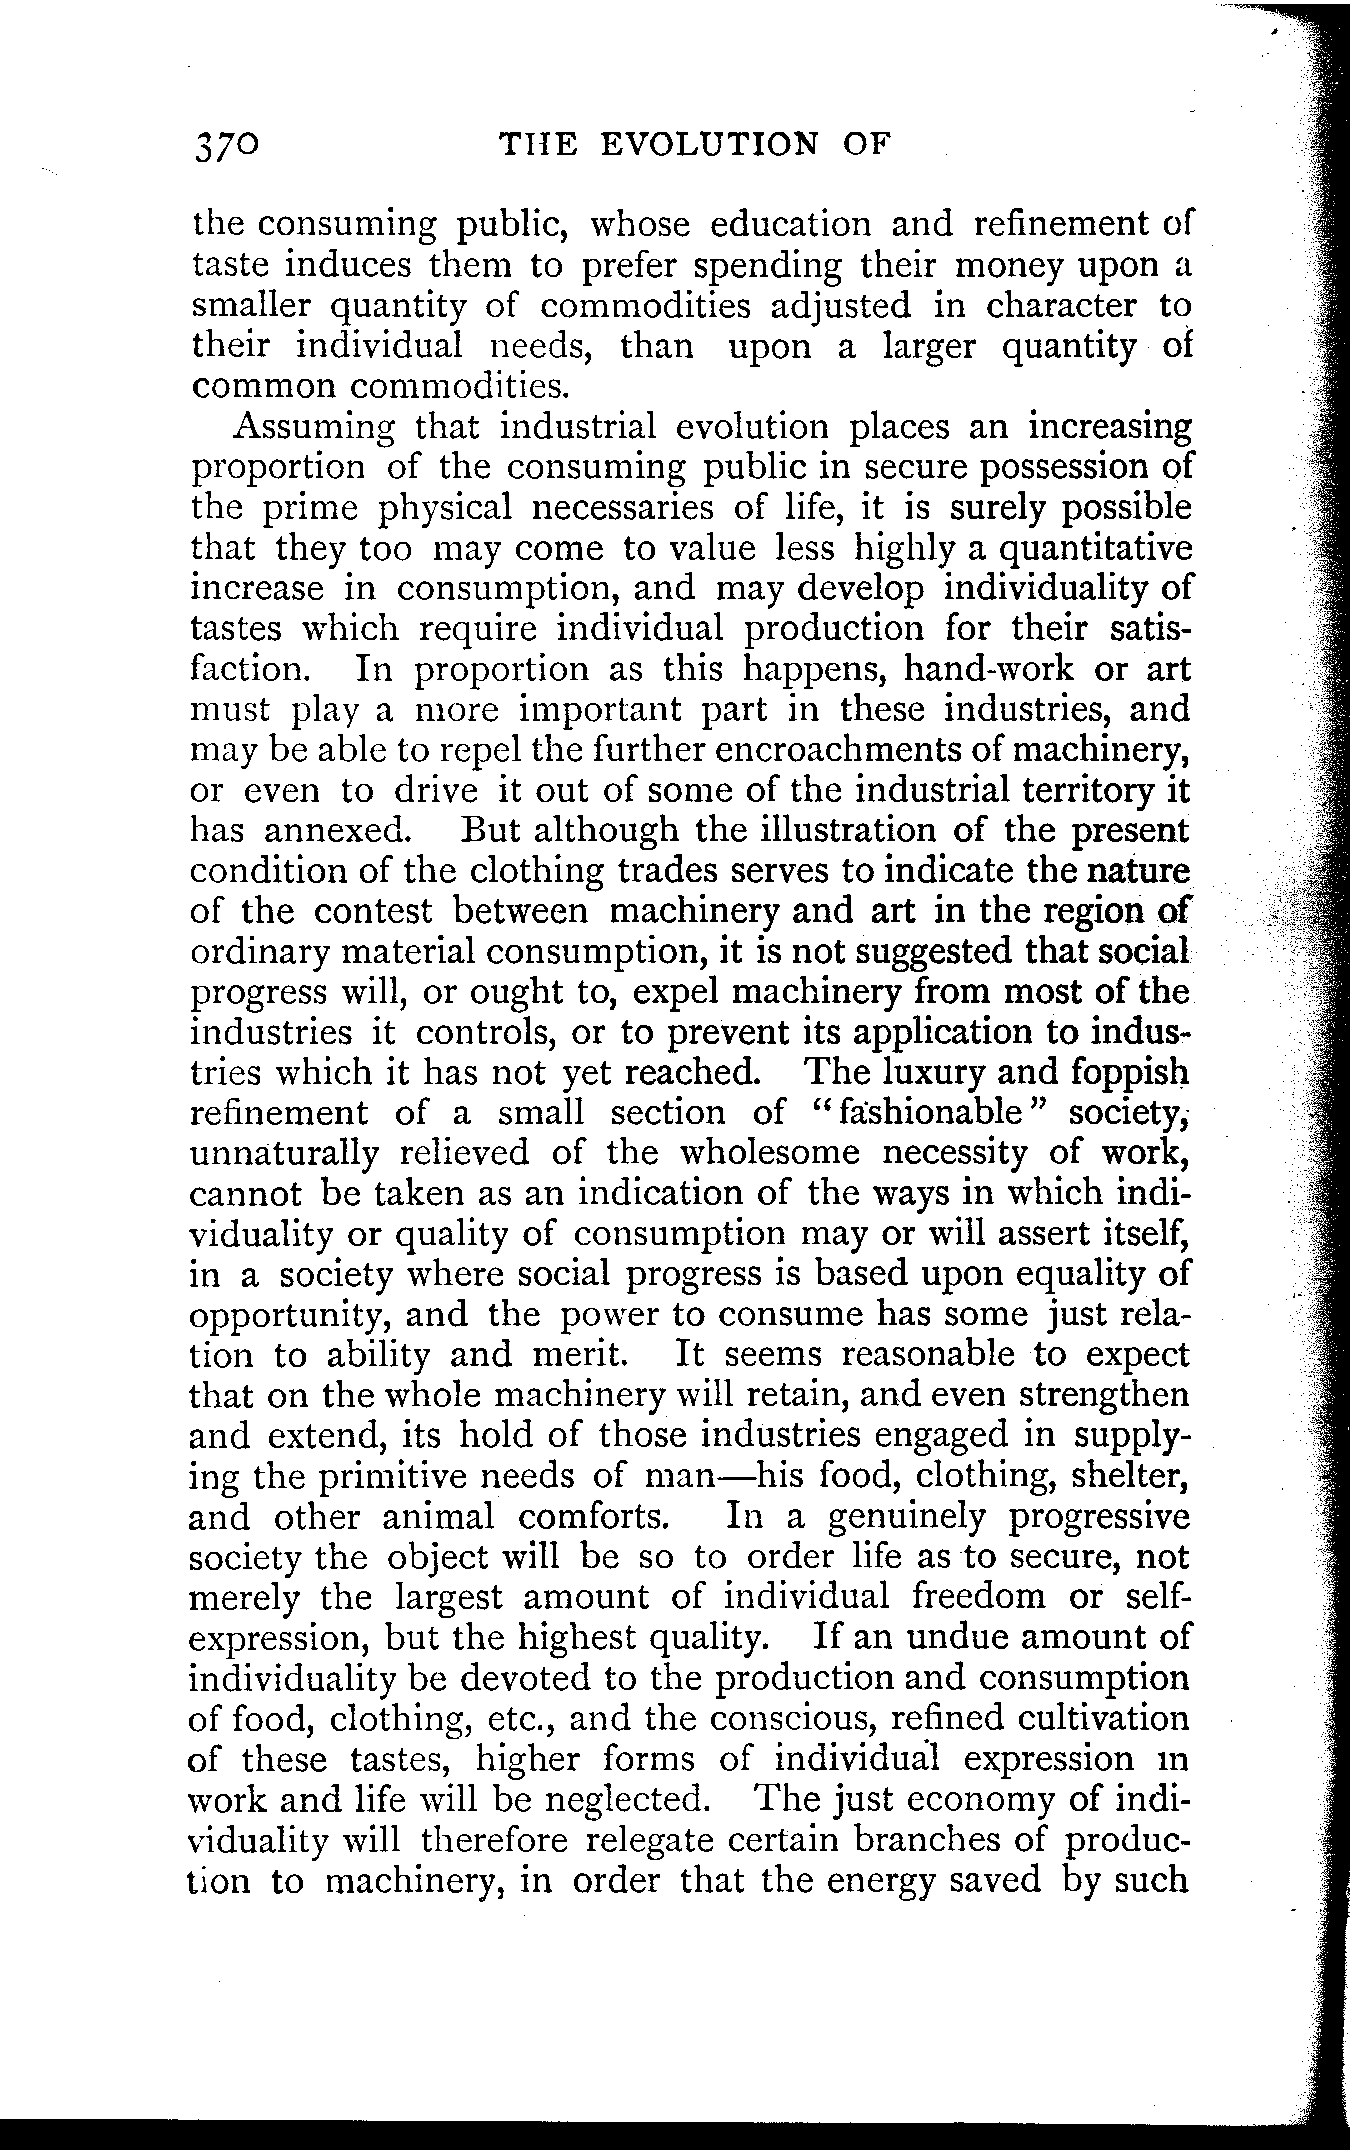 370 THE EVOLUTION OF
the consuming public, whose education and refinement of
taste induces them to prefer spending their money upon a
smaller quantity of commodities adjusted in character to
their individual needs, than upon a larger quantity of
common commodities.
Assuming that industrial evolution places an increasing
proportion of the consuming public in secure possession of
the prime physical necessaries of life, it is surely possible
that they too may come to value less highly a quantitative
increase in consumption, and may develop individuality of
tastes which require individual production for their satis-
faction. In proportion as this happens, hand-work or art
must play a more important part in these industries, and
may be able to repel the further encroachments of machinery,
or even to drive it out of some of the industrial territory it
has annexed. But although the illustration of the present
condition of the clothing trades serves to indicate the nature
of the contest between machinery and art in the region of
ordinary material consumption, it is not suggested that social
progress will, or ought to, expel machinery from most of the
industries it controls, or to prevent its application to indus-
tries which it has not yet reached. The luxury and foppish
refinement of a small section of "fashionable" society,
unnaturally relieved of the wholesome necessity of work,
cannot be taken as an indication of the ways in which indi-
viduality or quality of consumption may or will assert itself,
in a society where social progress is based upon equality of
opportunity, and the power to consume has some just rela-
tion to ability and merit. It seems reasonable to expect
that on the whole machinery will retain, and even strengthen
and extend, its hold of those industries engaged in supply-
ing the primitive needs of man—his food, clothing, shelter,
and other animal comforts. In a genuinely progressive
society the object will be so to order life as to secure, not
merely the largest amount of individual freedom or self-
expression, but the highest quality. If an undue amount of
individuality be devoted to the production and consumption
of food, clothing, etc., and the conscious, refined cultivation
of these tastes, higher forms of individual expression in
work and life will be neglected. The just economy of indi-
viduality will therefore relegate certain branches of produc-
tion to machinery, in order that the energy saved by such